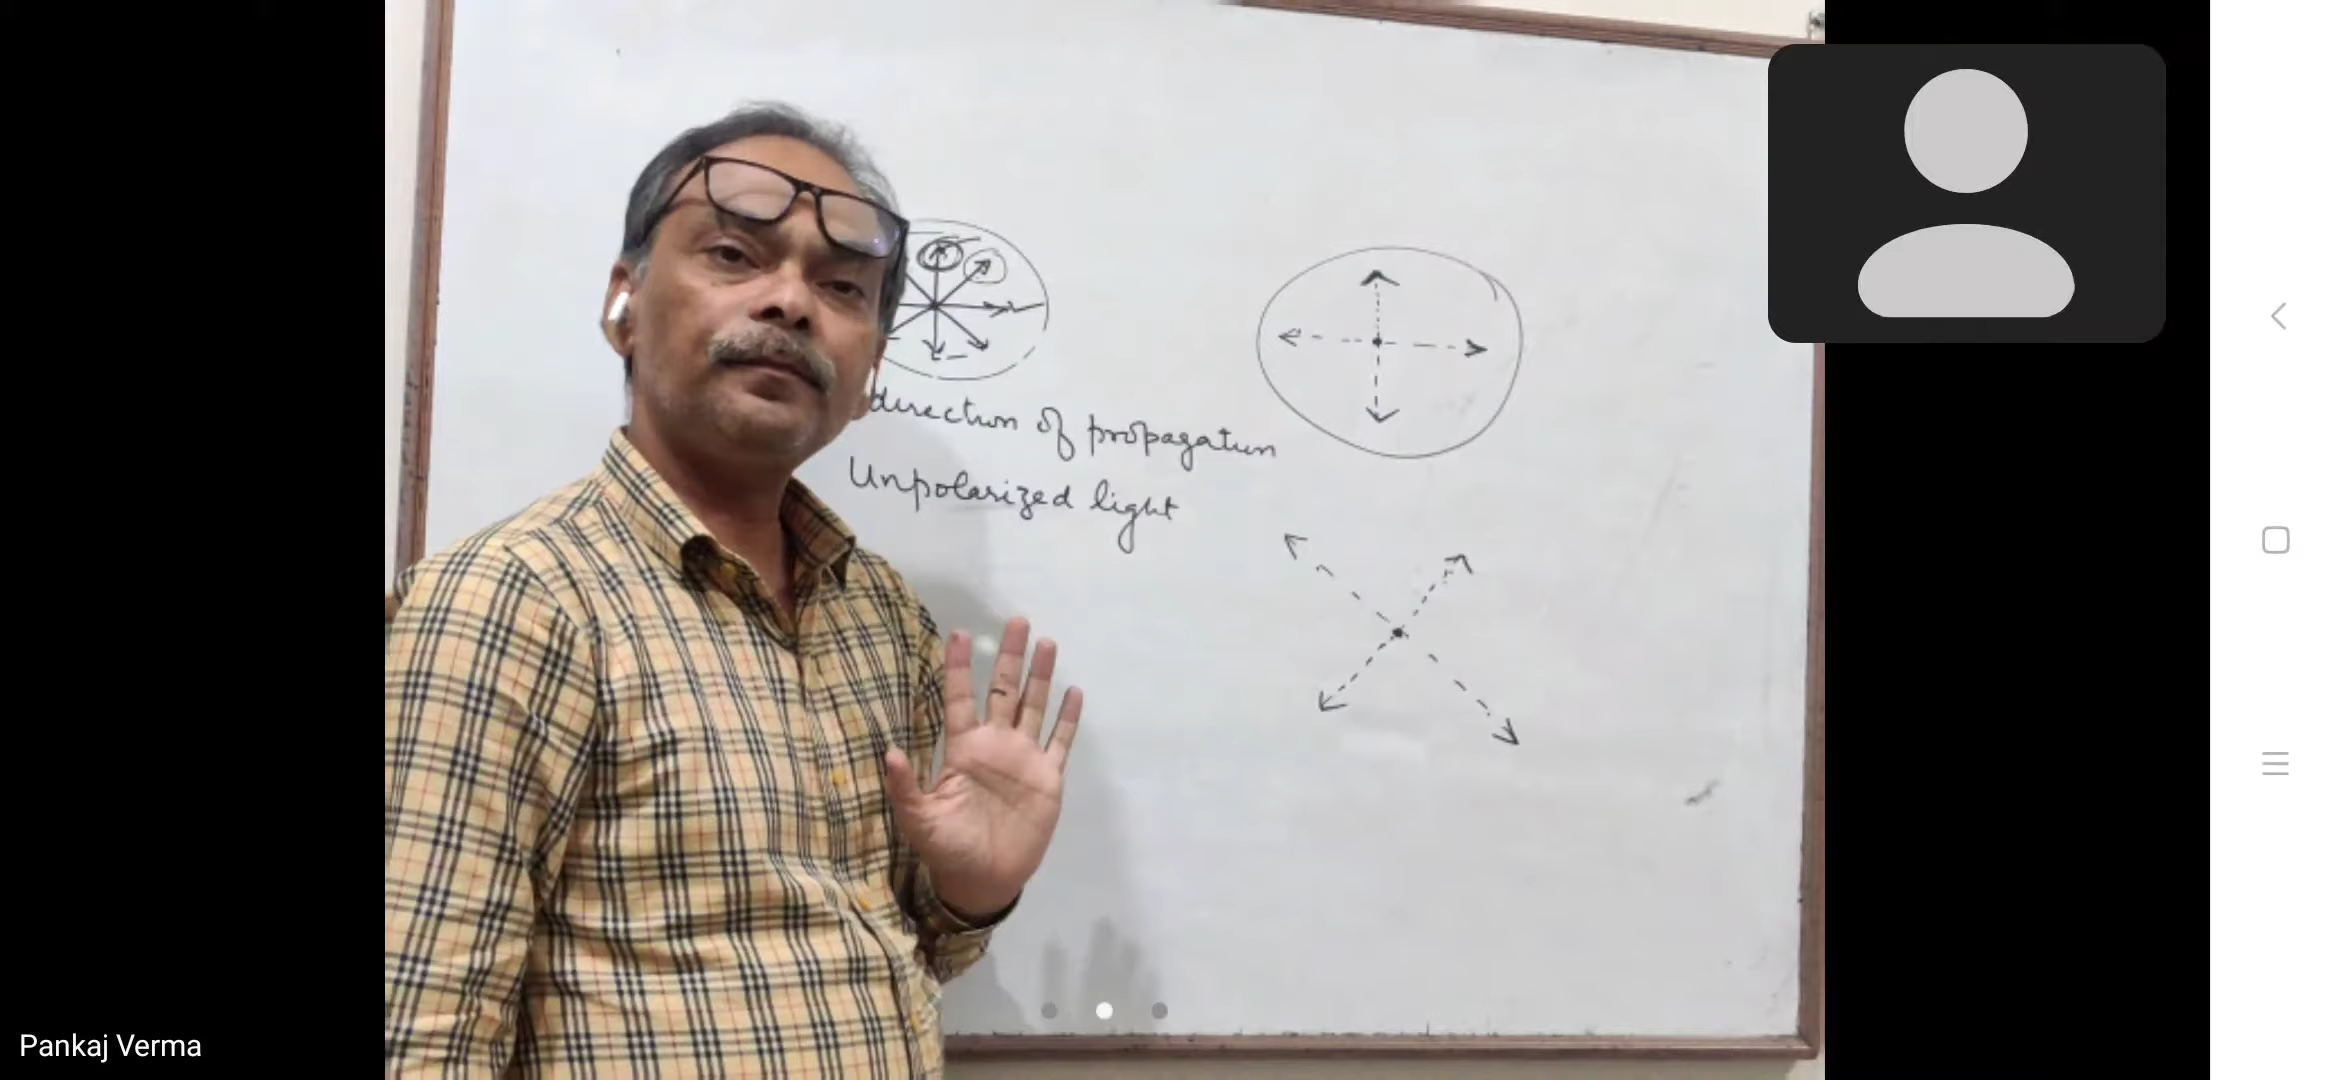 direction of propagation
Unpolarized light
Pankaj Verma